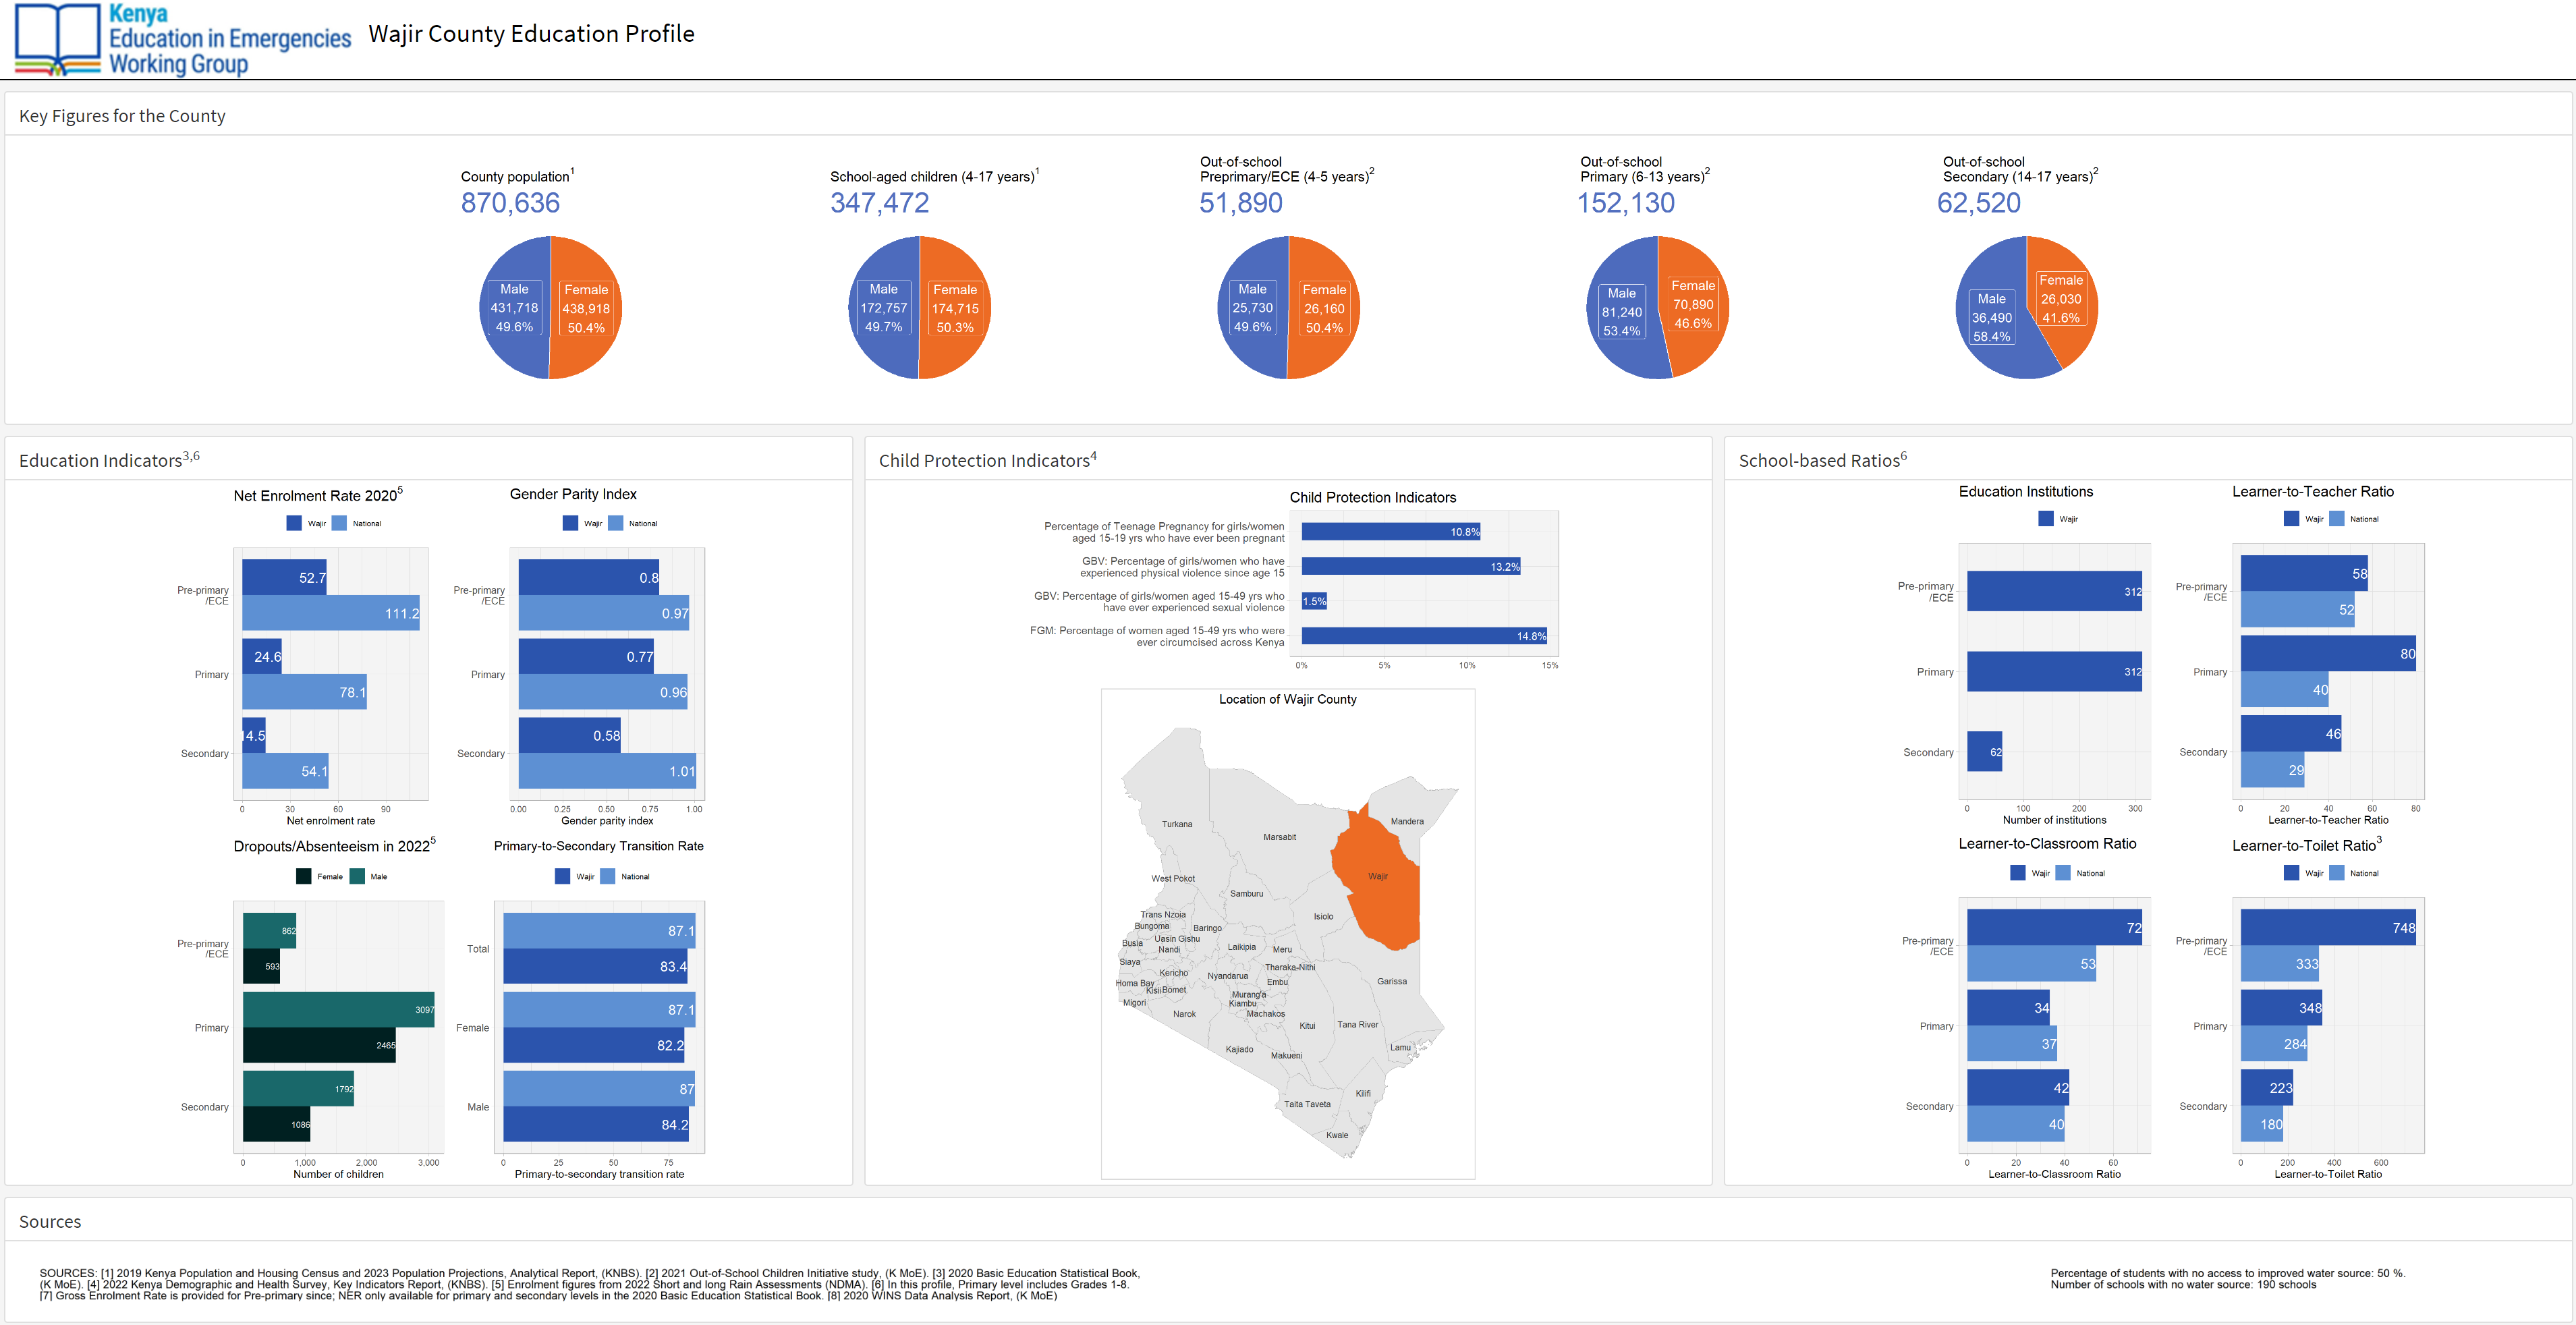 Kenya
Education in Emergencies
Working Group
Wajir County Education Profile
Key Figures for the County
County population1
870,636
Male
431,718
49.6%
Female
438,918
50.4%
School-aged children (4-17 years)1
347,472
Male
172,757
49.7%
Female
174,715
50.3%
Out-of-school
Preprimary/ECE (4-5 years)2
51,890
Male
25,730
49.6%
Female
26,160
50.4%
Out-of-school
Primary (6-13 years)2
152,130
Male
81,240
53.4%
Female
70,890
46.6%
Out-of-school
Secondary (14-17 years)2
62,520
Male
36,490
58.4%
Female
26,030
41.6%
Education Indicators3,6
Net Enrolment Rate 20205
Wajir National
Pre-primary
/ECE
52.7
111.2
Primary
24.6
78.1
Secondary
14.5
54.1
0 30 60 90
Net enrolment rate
Gender Parity Index
Wajir National
Pre-primary
/ECE
0.8
0.97
Primary
0.77
0.96
Secondary
0.58
1.01
0.00 0.25 0.50 0.75 1.00
Gender parity index
Dropouts/Absenteeism in 20225
Female Male
Pre-primary
/ECE
862
593
Primary
3097
2465
Secondary
1792
1086
0 1,000 2,000 3,000
Number of children
Primary-to-Secondary Transition Rate
Wajir National
Total
87.1
83.4
Female
87.1
82.2
Male
87
84.2
0 25 50 75
Primary-to-secondary transition rate
Child Protection Indicators4
Child Protection Indicators
Percentage of Teenage Pregnancy for girls/women
aged 15-19 yrs who have ever been pregnant
10.8%
GBV: Percentage of girls/women who have
experienced physical violence since age 15
13.2%
GBV: Percentage of girls/women aged 15-49 yrs who
have ever experienced sexual violence
1.5%
FGM: Percentage of women aged 15-49 yrs who were
ever circumcised across Kenya
14.8%
0% 5% 10% 15%
Location of Wajir County
Turkana
Marsabit
Mandera
Wajir
West Pokot
Samburu
Isiolo
Trans Nzoia
Bungoma
Baringo
Busia
Uasin Gishu
Nandi
Laikipia
Meru
Siaya
Kericho
Nyandarua
Tharaka-Nithi
Embu
Garissa
Homa Bay
Kisii
Bomet
Murang'a
Kiambu
Migori
Narok
Machakos
Kitui
Tana River
Kajiado
Makueni
Lamu
Kilifi
Taita Taveta
Kwale
School-based Ratios6
Education Institutions
Wajir
Pre-primary
/ECE
312
Primary
312
Secondary
62
0 100 200 300
Number of institutions
Learner-to-Teacher Ratio
Wajir National
Pre-primary
/ECE
58
52
Primary
80
40
Secondary
46
29
0 20 40 60 80
Learner-to-Teacher Ratio
Learner-to-Classroom Ratio
Wajir National
Pre-primary
/ECE
72
53
Primary
34
37
Secondary
42
40
0 20 40 60
Learner-to-Classroom Ratio
Learner-to-Toilet Ratio3
Wajir National
Pre-primary
/ECE
748
333
Primary
348
284
Secondary
223
180
0 200 400 600
Learner-to-Toilet Ratio
Sources
SOURCES: [1] 2019 Kenya Population and Housing Census and 2023 Population Projections, Analytical Report, (KNBS). [2] 2021 Out-of-School Children Initiative study, (K MoE). [3] 2020 Basic Education Statistical Book,
(K MoE). [4] 2022 Kenya Demographic and Health Survey, Key Indicators Report, (KNBS). [5] Enrolment figures from 2022 Short and long Rain Assessments (NDMA). [6] In this profile, Primary level includes Grades 1-8.
[7] Gross Enrolment Rate is provided for Pre-primary since; NER only available for primary and secondary levels in the 2020 Basic Education Statistical Book. [8] 2020 WINS Data Analysis Report, (K MoE)
Percentage of students with no access to improved water source: 50 %.
Number of schools with no water source: 190 schools